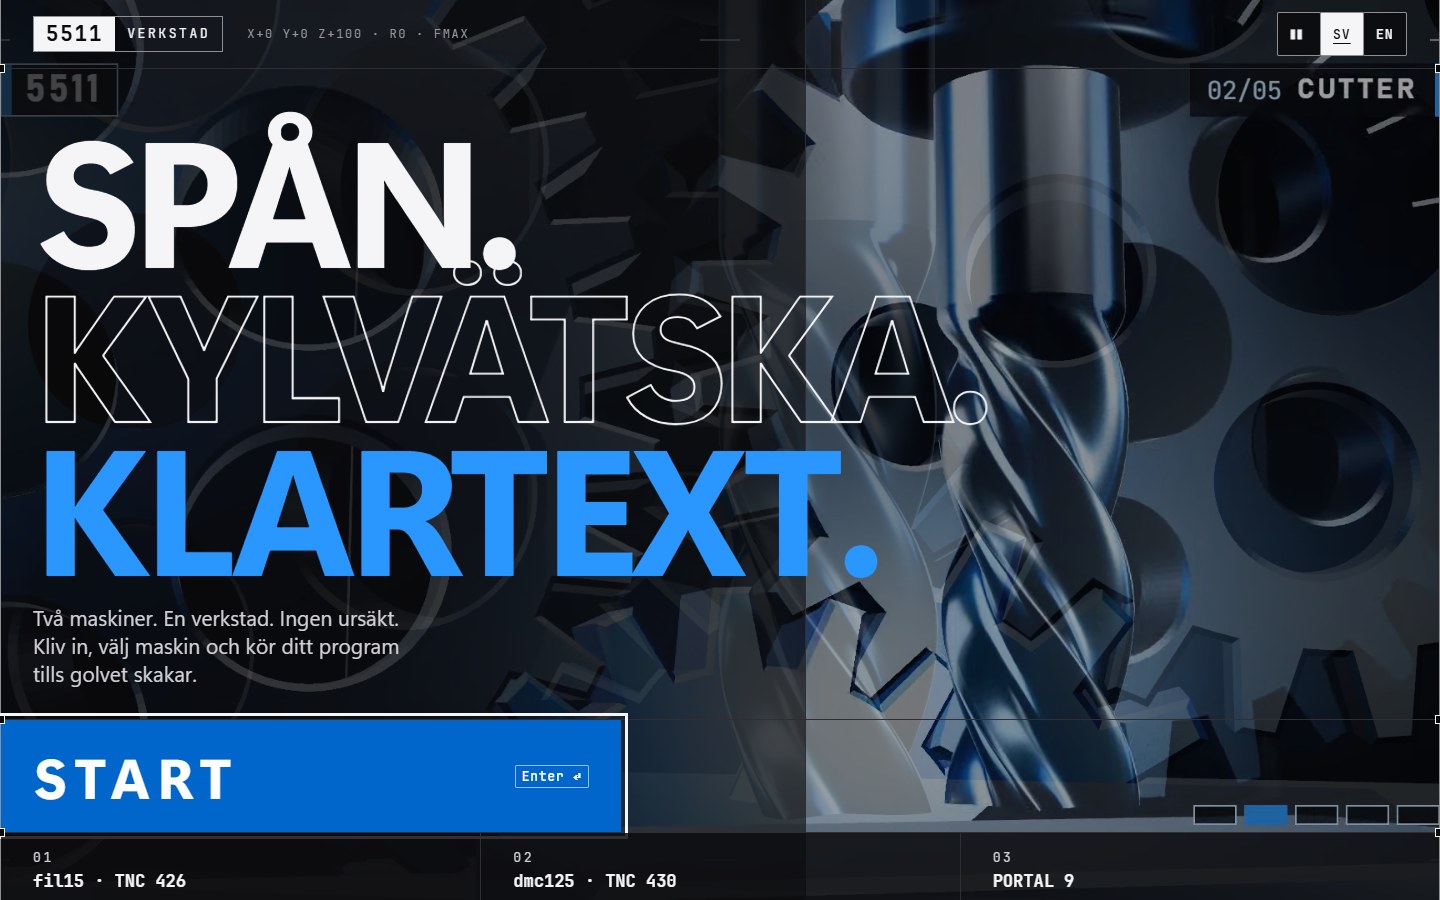 5511 VERKSTAD X+0 Y+0 Z+100 · R0 · FMAX SV EN
5511 02/05 CUTTER
SPÅN.
KYLVÄTSKA.
KLARTEXT.
Två maskiner. En verkstad. Ingen ursäkt.
Kliv in, välj maskin och kör ditt program
tills golvet skakar.
START Enter ⏎
01 02 03
fil15 · TNC 426 dmc125 · TNC 430 PORTAL 9